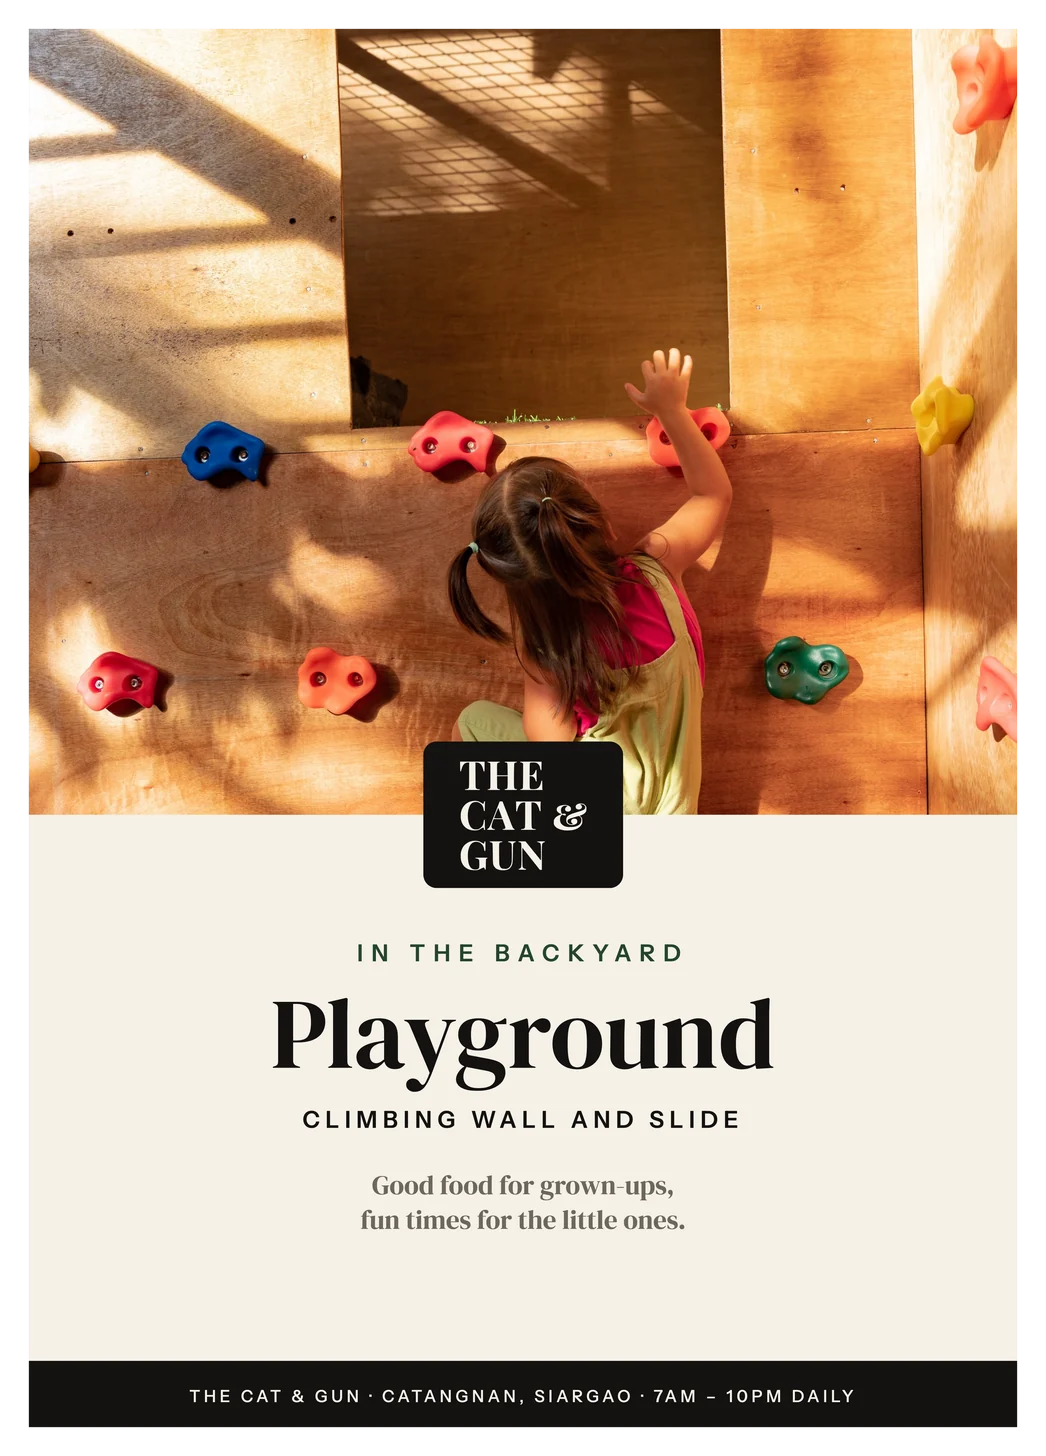 THE
CAT &
GUN
IN THE BACKYARD
Playground
CLIMBING WALL AND SLIDE
Good food for grown-ups,
fun times for the little ones.
THE CAT & GUN · CATANGNAN, SIARGAO · 7AM – 10PM DAILY